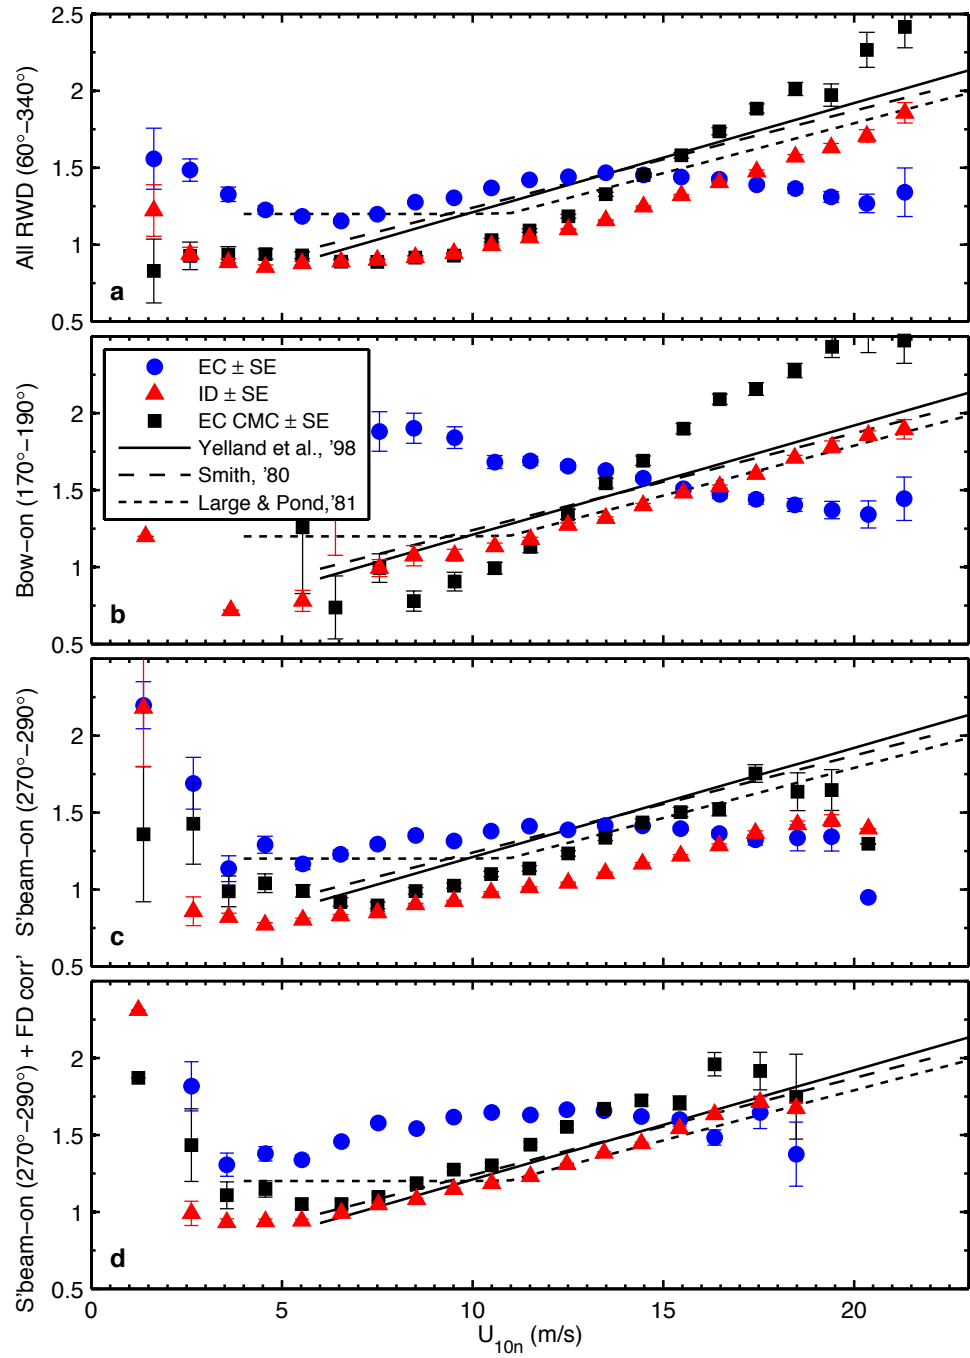 2.5
2
1.5
1
0.5
All RWD (60°−340°)
a
2
1.5
1
0.5
Bow−on (170°−190°)
EC ± SE
ID ± SE
EC CMC ± SE
Yelland et al., '98
Smith, '80
Large & Pond,'81
b
2
1.5
1
0.5
S'beam−on (270°−290°)
c
2
1.5
1
0.5
S'beam−on (270°−290°) + FD corr'
d
0 5 10 15 20
U10n (m/s)